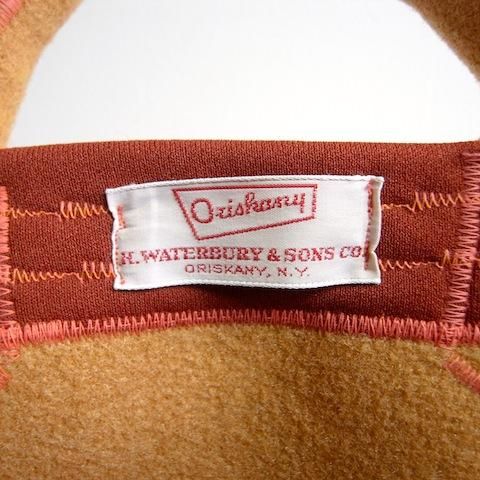 Oriskany
H. WATERBURY & SONS CO.
ORISKANY, N.Y.